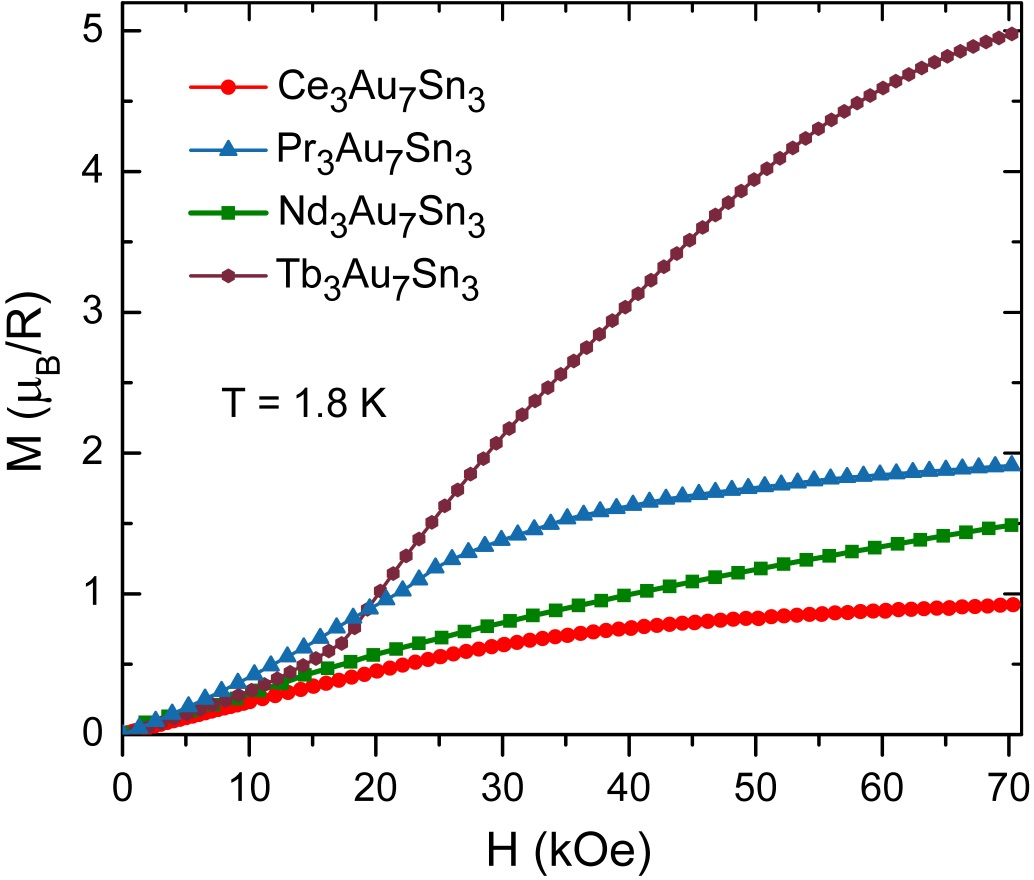 5
4
3
2
1
0
M (μ_B/R)
Ce₃Au₇Sn₃
Pr₃Au₇Sn₃
Nd₃Au₇Sn₃
Tb₃Au₇Sn₃
T = 1.8 K
0 10 20 30 40 50 60 70
H (kOe)